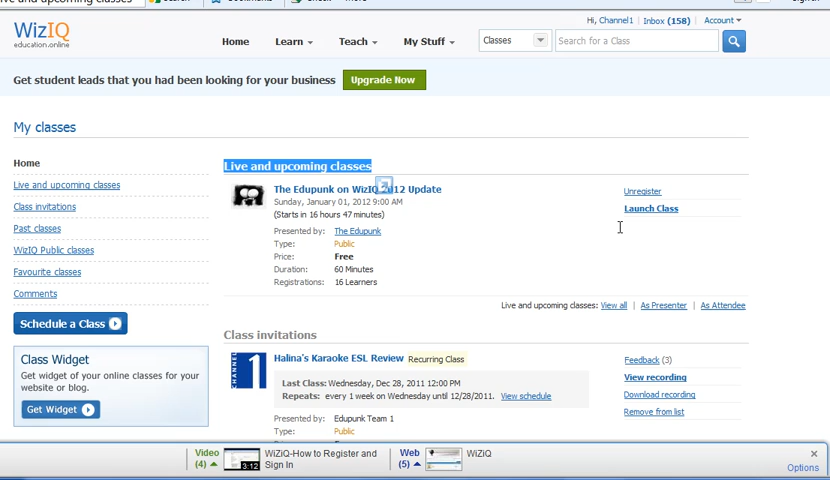 live and upcoming classes
Hi, Channel1 Inbox (158) Account
WizIQ
education.online
Home Learn Teach My Stuff Classes Search for a Class
Get student leads that you had been looking for your business Upgrade Now
My classes
Home
Live and upcoming classes
Class invitations
Past classes
WizIQ Public classes
Favourite classes
Comments
Schedule a Class
Class Widget
Get widget of your online classes for your
website or blog.
Get Widget
Live and upcoming classes
The Edupunk on WizIQ 2012 Update
Sunday, January 01, 2012 9:00 AM
(Starts in 16 hours 47 minutes)
Presented by: The Edupunk
Type: Public
Price: Free
Duration: 60 Minutes
Registrations: 16 Learners
Unregister
Launch Class
Live and upcoming classes: View all | As Presenter | As Attendee
Class invitations
CHANNEL 1
Halina's Karaoke ESL Review Recurring Class
Last Class: Wednesday, Dec 28, 2011 12:00 PM
Repeats: every 1 week on Wednesday until 12/28/2011. View schedule
Presented by: Edupunk Team 1
Type: Public
Feedback (3)
View recording
Download recording
Remove from list
Video
(4)
3:12
WiZiQ-How to Register and
Sign In
Web
(5)
WiZiQ
Options